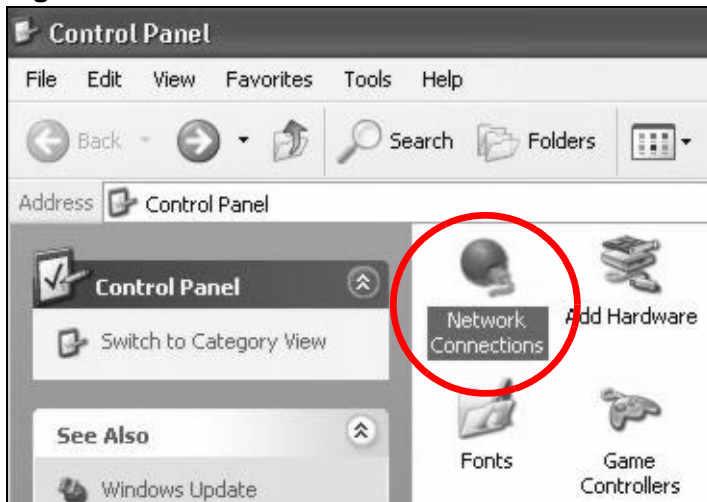 Control Panel
File Edit View Favorites Tools Help
Back Search Folders
Address Control Panel
Control Panel
Switch to Category View
See Also
Windows Update
Network
Connections
Add Hardware
Fonts
Game
Controllers